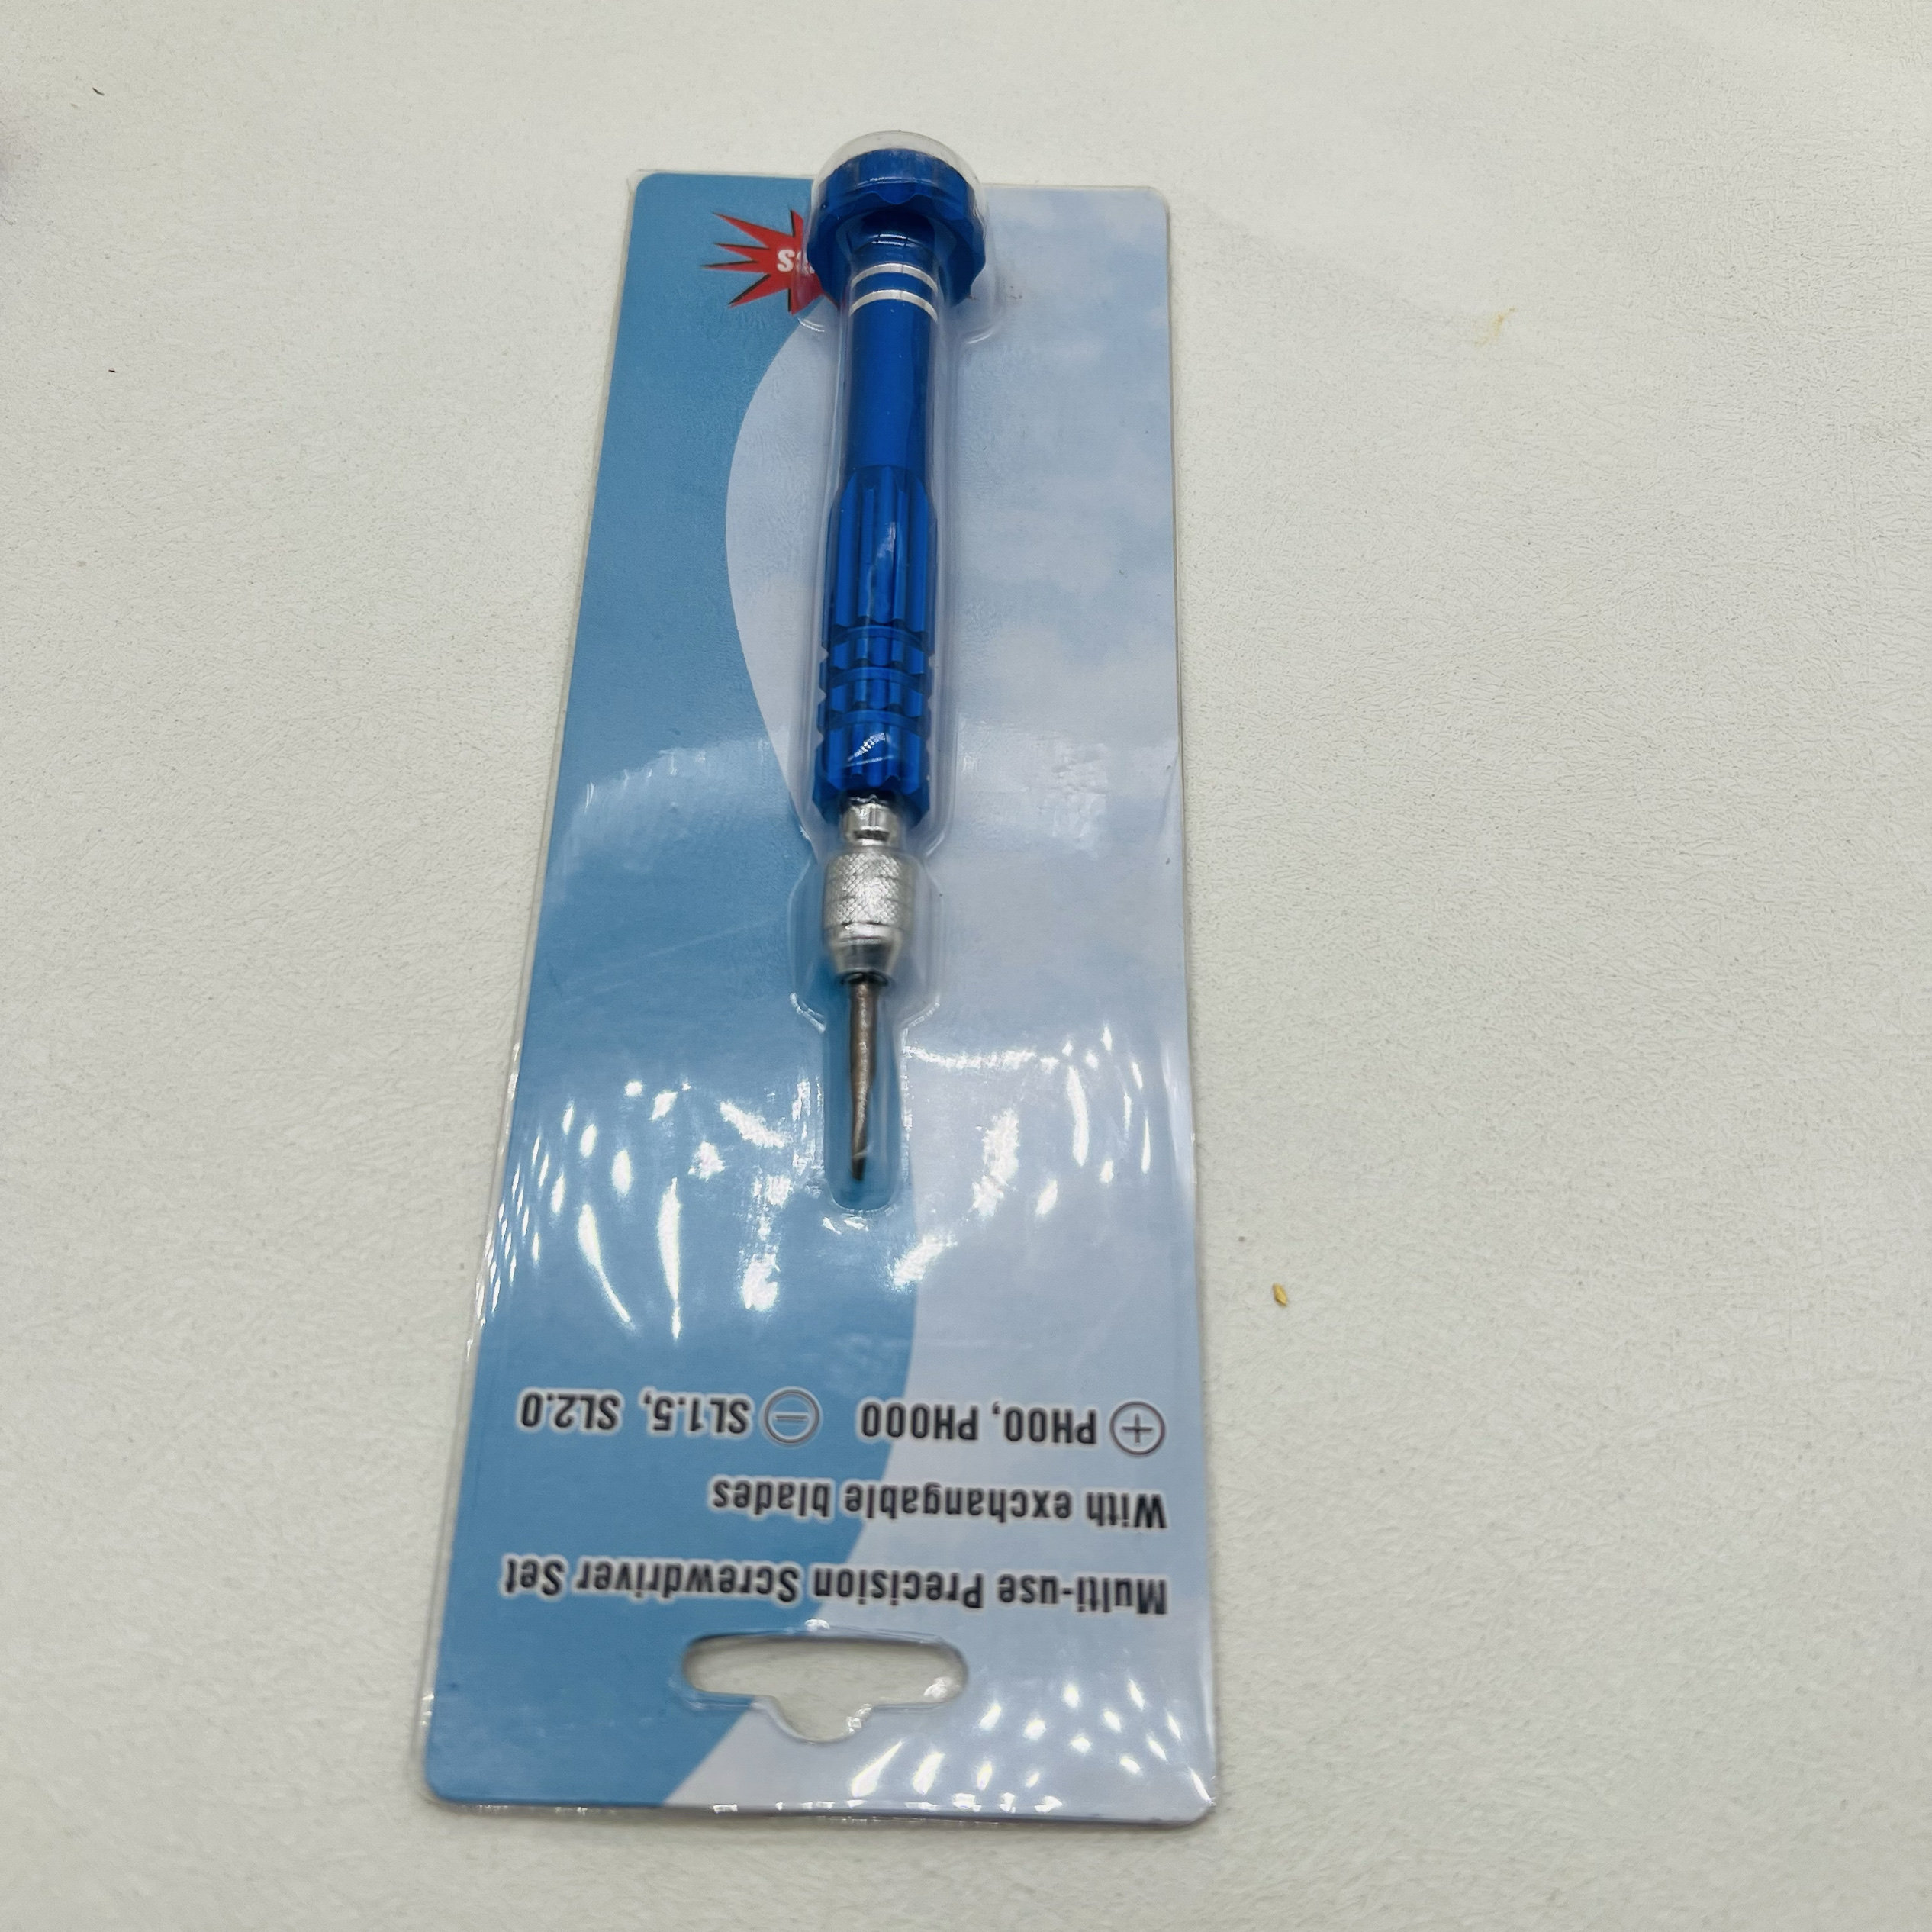 Multi-use Precision Screwdriver Set
With exchangable blades
PH00, PH000 SL1.5, SL2.0